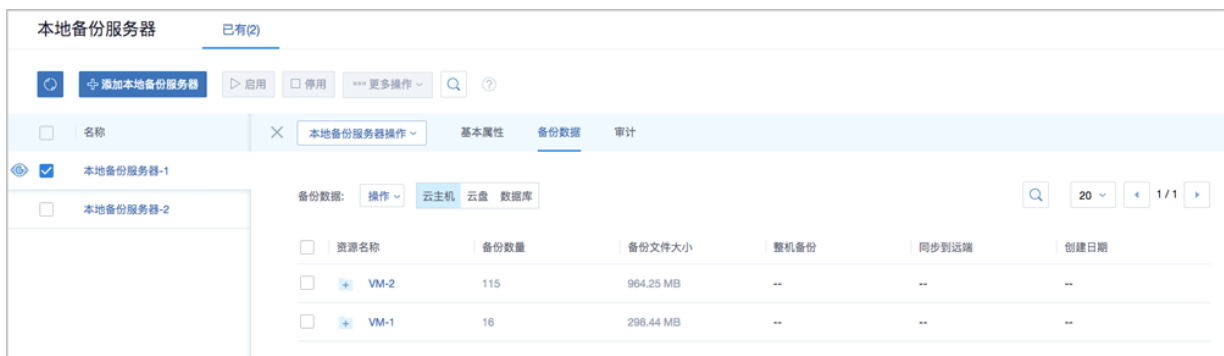 本地备份服务器 已有(2)
添加本地备份服务器 启用 停用 更多操作
名称 本地备份服务器操作 基本属性 备份数据 审计
本地备份服务器-1
备份数据: 操作 云主机 云盘 数据库 20 1 / 1
本地备份服务器-2
资源名称 备份数量 备份文件大小 整机备份 同步到远端 创建日期
VM-2 115 964.25 MB -- -- --
VM-1 16 298.44 MB -- -- --